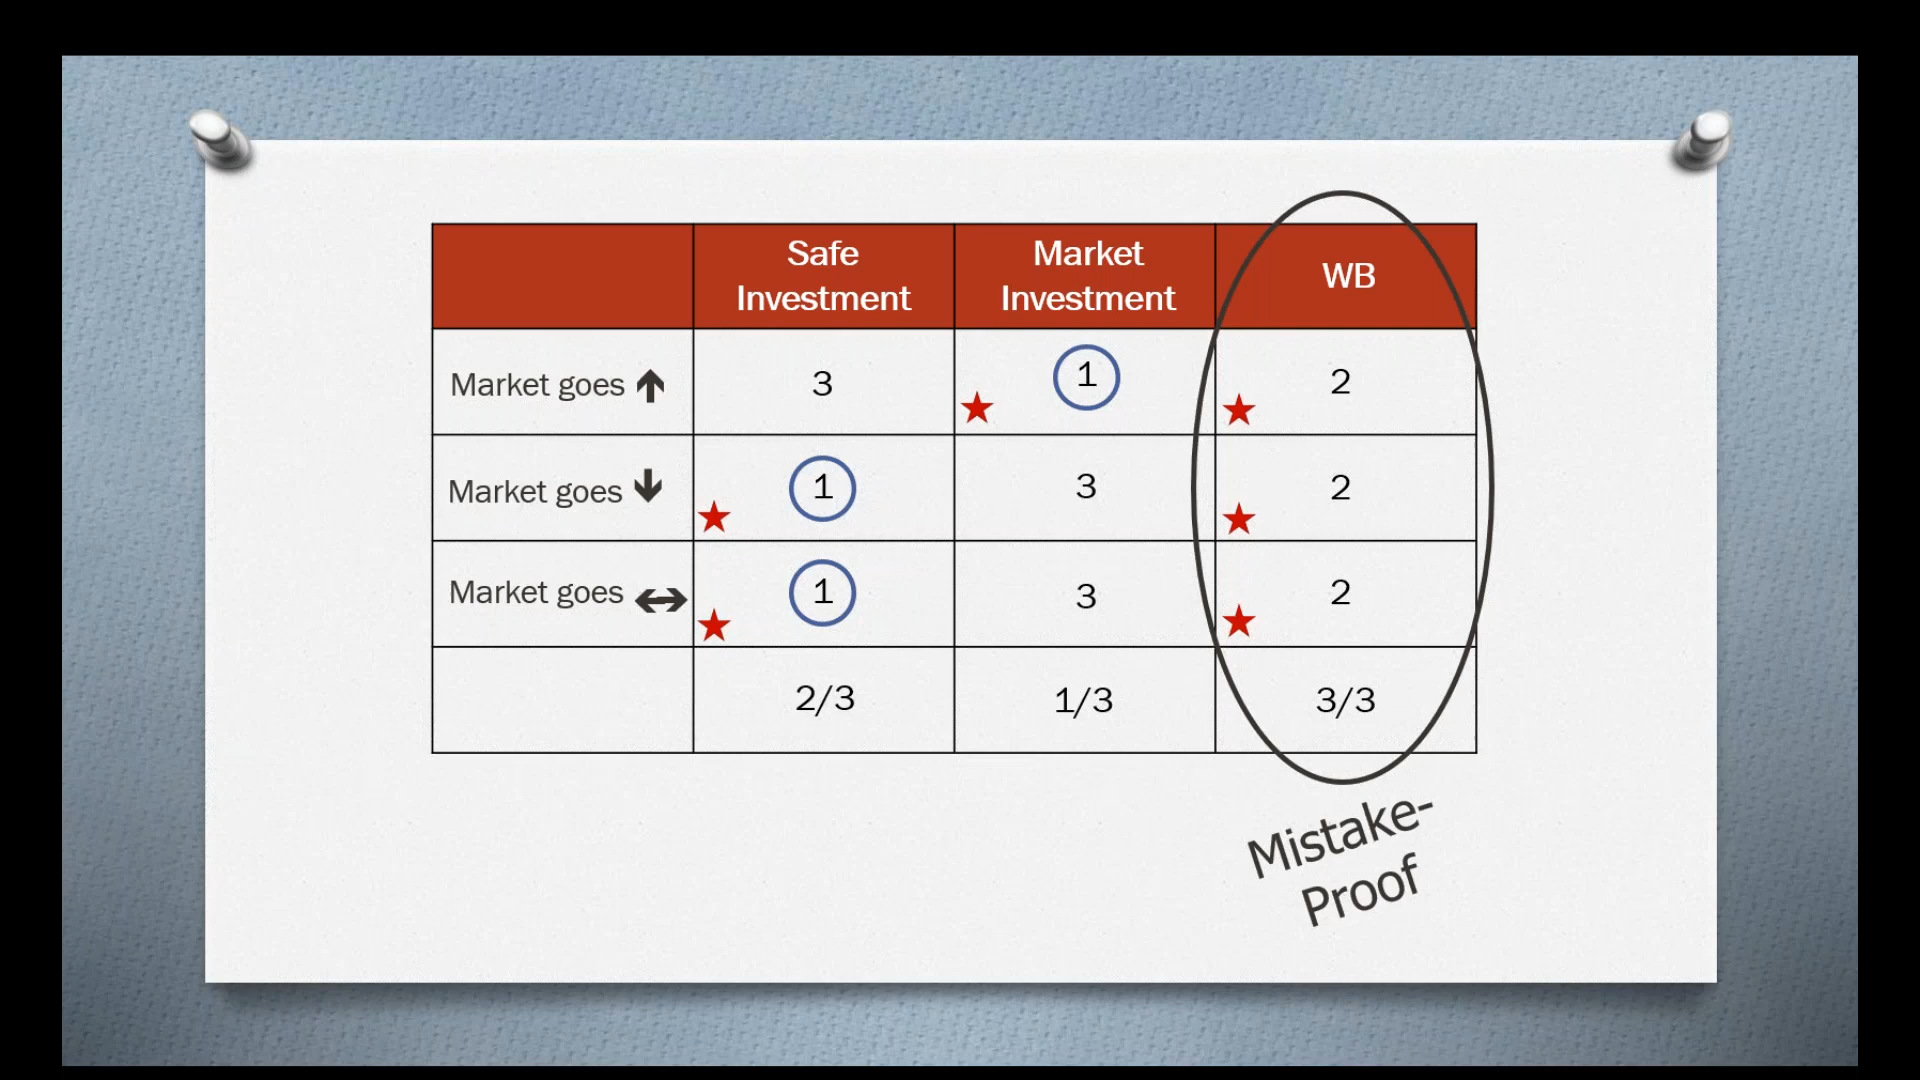 Safe Investment Market Investment WB
Market goes ↑ 3 1 2
Market goes ↓ 1 3 2
Market goes ↔ 1 3 2
2/3 1/3 3/3
Mistake-
Proof